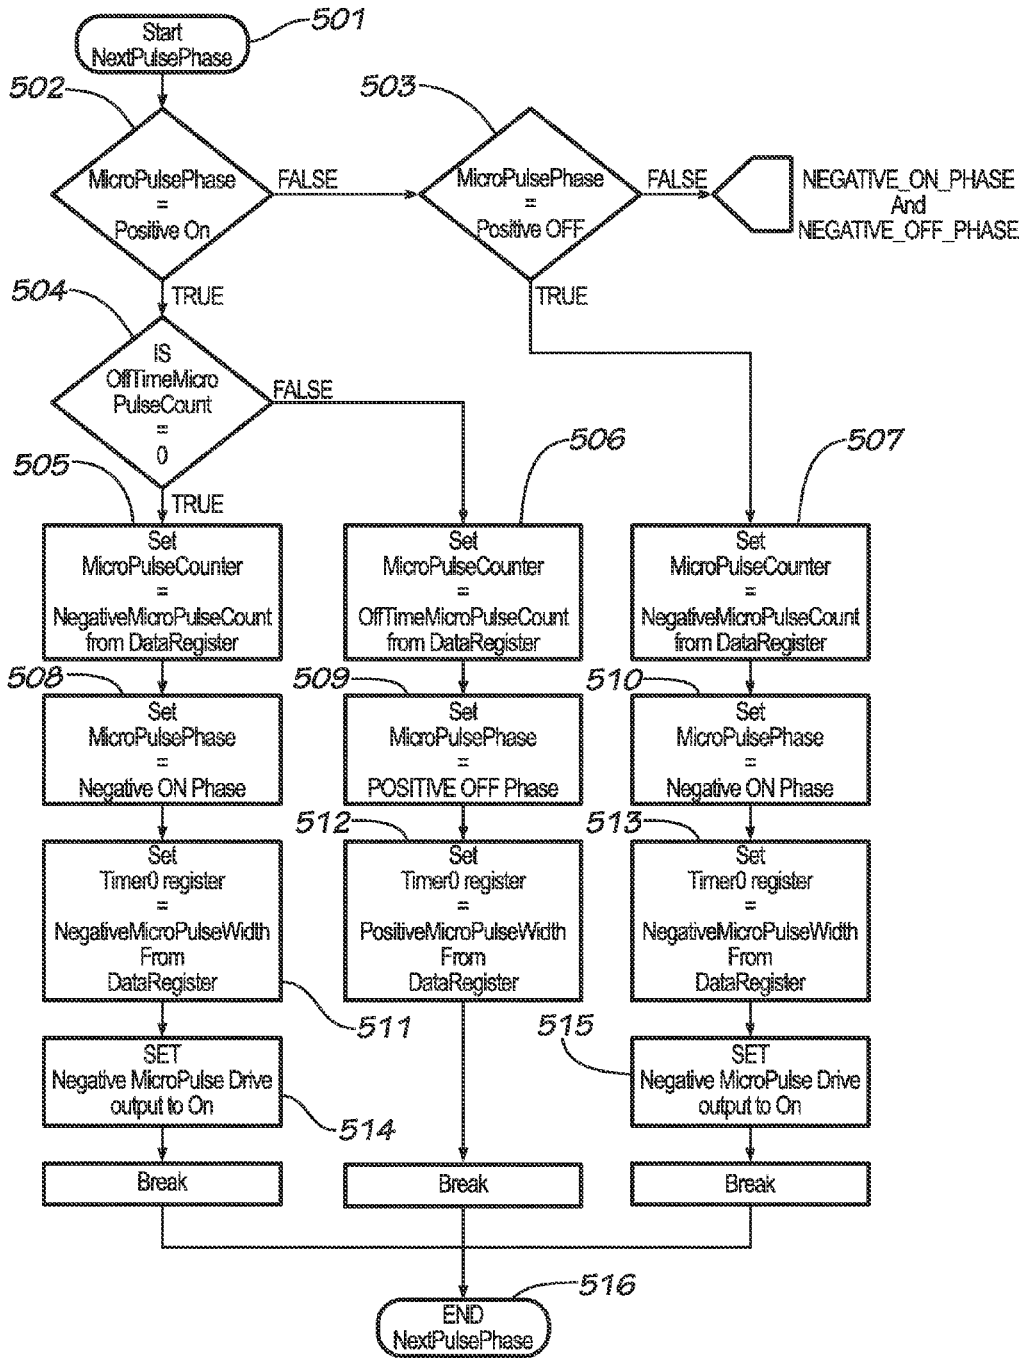 501
Start
NextPulsePhase
502
503
MicroPulsePhase
=
Positive On
FALSE
MicroPulsePhase
=
Positive OFF
FALSE
NEGATIVE_ON_PHASE
And
NEGATIVE_OFF_PHASE
TRUE
TRUE
504
IS
OffTimeMicro
PulseCount
=
0
FALSE
TRUE
505
506
507
Set
MicroPulseCounter
=
NegativeMicroPulseCount
from DataRegister
Set
MicroPulseCounter
=
OffTimeMicroPulseCount
from DataRegister
Set
MicroPulseCounter
=
NegativeMicroPulseCount
from DataRegister
508
509
510
Set
MicroPulsePhase
=
Negative ON Phase
Set
MicroPulsePhase
=
POSITIVE OFF Phase
Set
MicroPulsePhase
=
Negative ON Phase
512
513
Set
Timer0 register
=
NegativeMicroPulseWidth
From
DataRegister
Set
Timer0 register
=
PositiveMicroPulseWidth
From
DataRegister
Set
Timer0 register
=
NegativeMicroPulseWidth
From
DataRegister
511
515
SET
Negative MicroPulse Drive
output to On
SET
Negative MicroPulse Drive
output to On
514
Break
Break
Break
516
END
NextPulsePhase